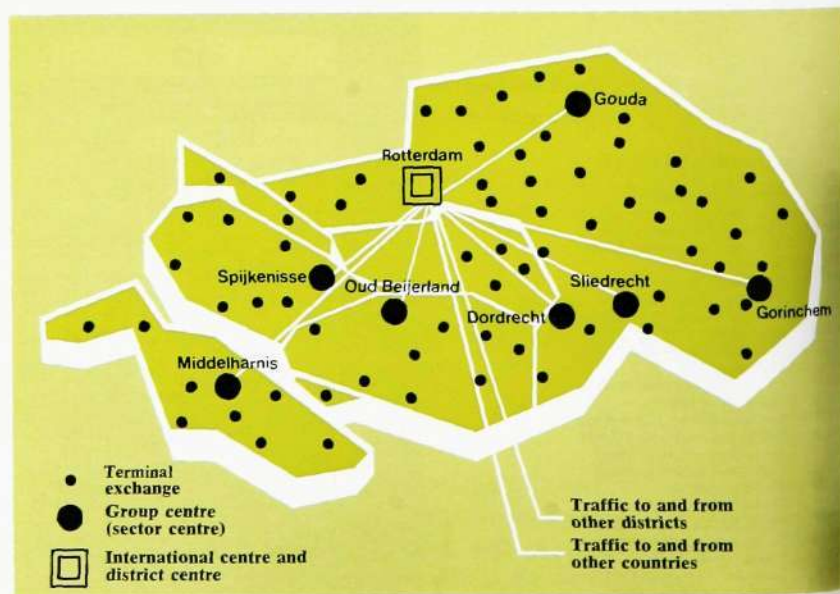 Gouda
Rotterdam
Spijkenisse
Oud Beijerland
Sliedrecht
Dordrecht
Gorinchem
Middelharnis
Terminal
exchange
Group centre
(sector centre)
International centre and
district centre
Traffic to and from
other districts
Traffic to and from
other countries